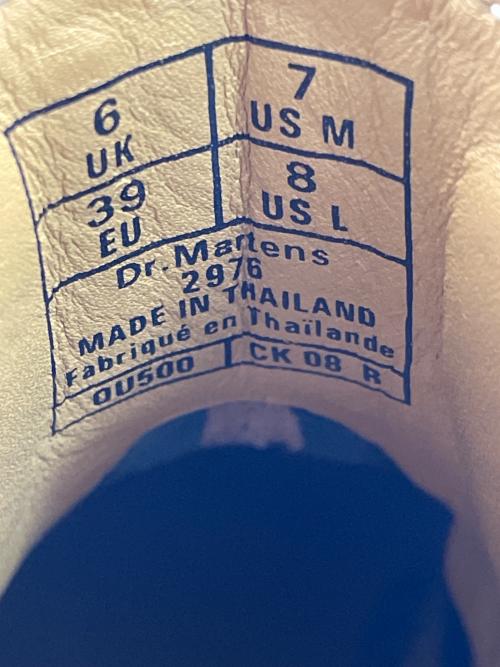 6
UK
7
US M
39
EU
8
US L
Dr. Martens
2976
MADE IN THAILAND
Fabriqué en Thaïlande
OU500
CK 08 R